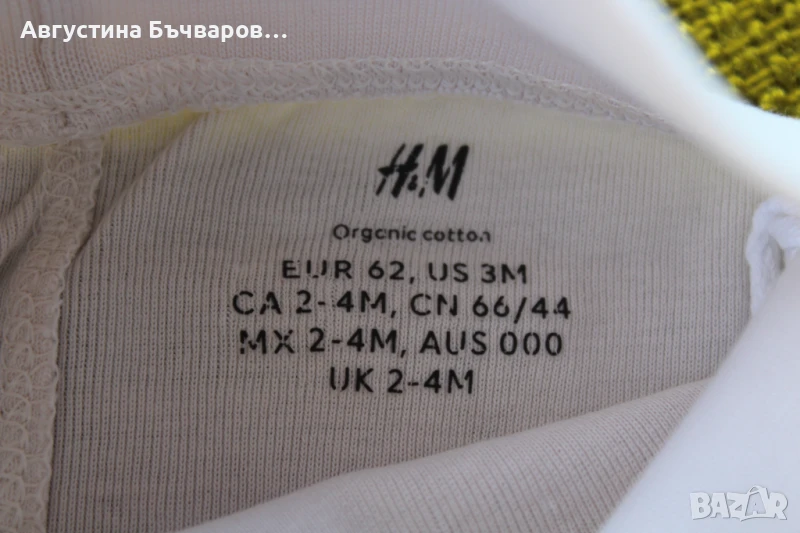 Августина Бъчваров...
H&M
Organic cotton
EUR 62, US 3M
CA 2-4M, CN 66/44
MX 2-4M, AUS 000
UK 2-4M
BAZAR